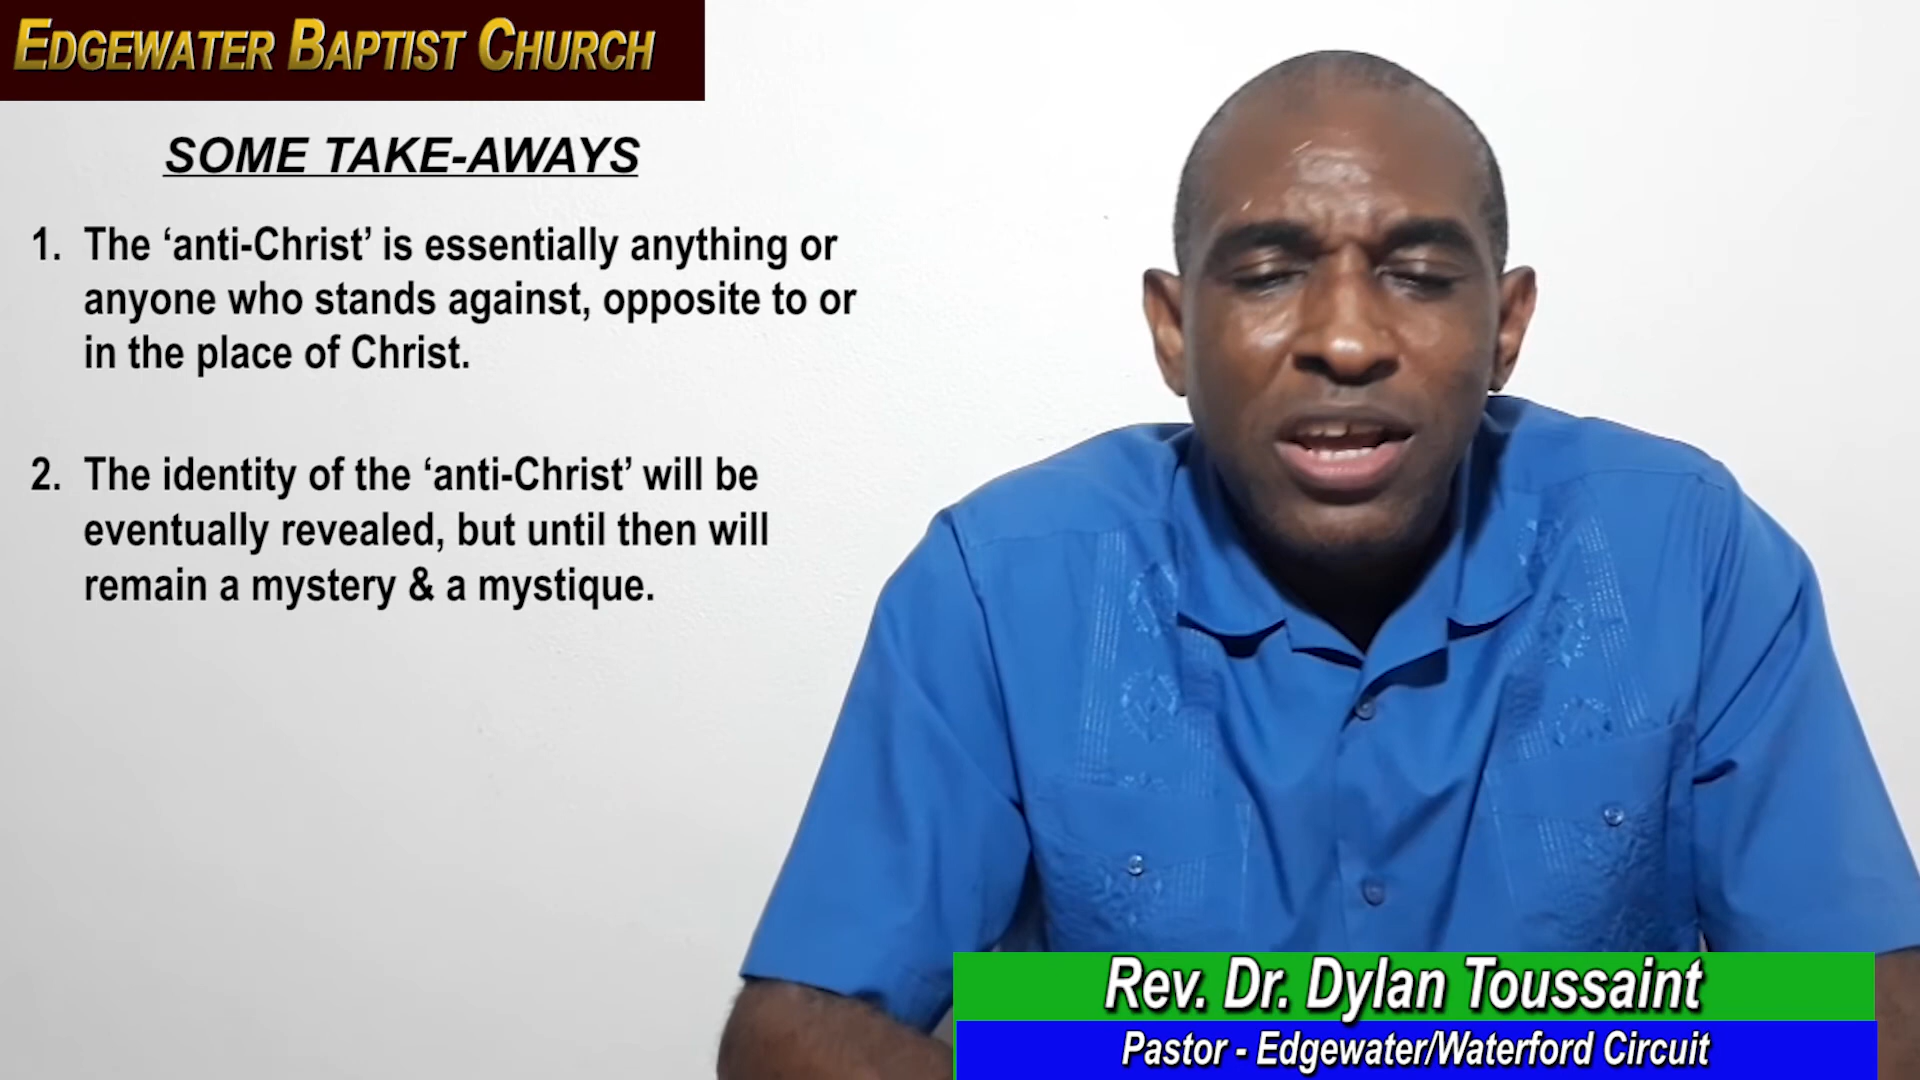 EDGEWATER BAPTIST CHURCH
SOME TAKE-AWAYS
1. The ‘anti-Christ’ is essentially anything or
anyone who stands against, opposite to or
in the place of Christ.
2. The identity of the ‘anti-Christ’ will be
eventually revealed, but until then will
remain a mystery & a mystique.
Rev. Dr. Dylan Toussaint
Pastor - Edgewater/Waterford Circuit